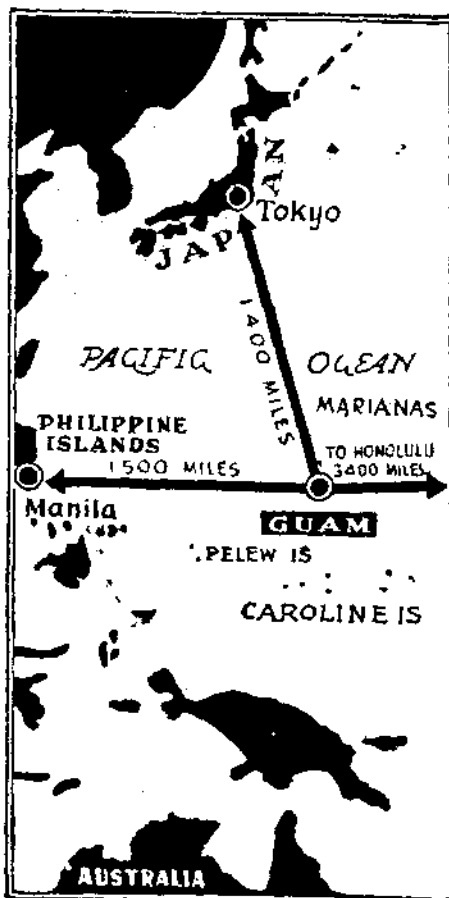 JAPAN
Tokyo
1400 MILES
PACIFIC OCEAN
MARIANAS
PHILIPPINE
ISLANDS
TO HONOLULU
3400 MILES
1500 MILES
Manila
GUAM
PELEW IS
CAROLINE IS
AUSTRALIA